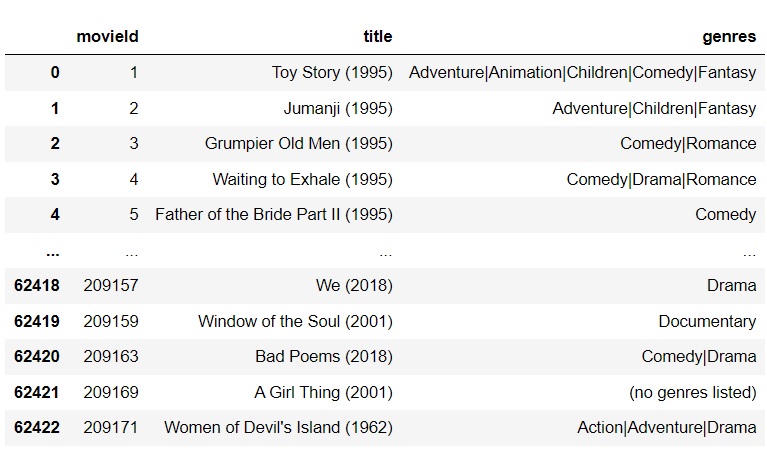 movieId title genres
0 1 Toy Story (1995) Adventure|Animation|Children|Comedy|Fantasy
1 2 Jumanji (1995) Adventure|Children|Fantasy
2 3 Grumpier Old Men (1995) Comedy|Romance
3 4 Waiting to Exhale (1995) Comedy|Drama|Romance
4 5 Father of the Bride Part II (1995) Comedy
... ... ... ...
62418 209157 We (2018) Drama
62419 209159 Window of the Soul (2001) Documentary
62420 209163 Bad Poems (2018) Comedy|Drama
62421 209169 A Girl Thing (2001) (no genres listed)
62422 209171 Women of Devil's Island (1962) Action|Adventure|Drama